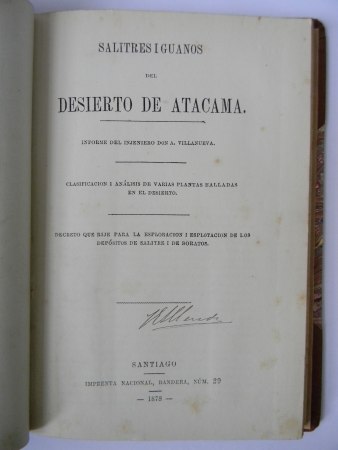 SALITRES I GUANOS
DEL
DESIERTO DE ATACAMA.
INFORME DEL INJENIERO DON A. VILLANUEVA.
CLASIFICACION I ANÁLISIS DE VARIAS PLANTAS HALLADAS
EN EL DESIERTO.
DECRETO QUE RIJE PARA LA ESPLORACION I ESPLOTACION DE LOS
DEPÓSITOS DE SALITRE I DE BORATOS.
SANTIAGO
IMPRENTA NACIONAL, BANDERA, NÚM. 29
— 1878 —